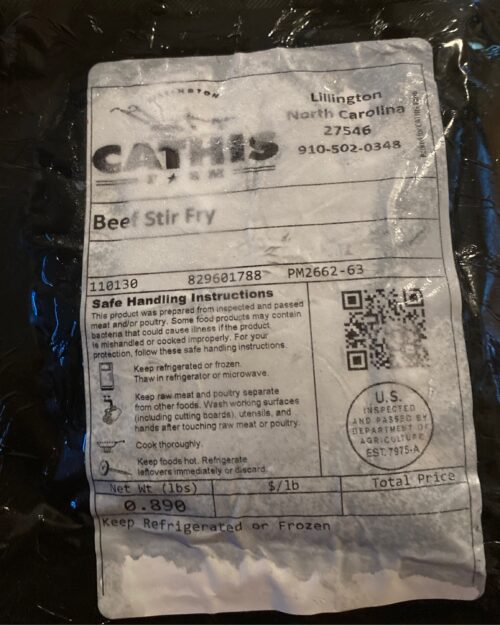 Lillington
North Carolina
27546
910-502-0348
CATHIS
FARM
Beef Stir Fry
110130 829601788 PM2662-63
Safe Handling Instructions
This product was prepared from inspected and passed
meat and/or poultry. Some food products may contain
bacteria that could cause illness if the product
is mishandled or cooked improperly. For your
protection, follow these safe handling instructions.
Keep refrigerated or frozen.
Thaw in refrigerator or microwave.
Keep raw meat and poultry separate
from other foods. Wash working surfaces
(including cutting boards), utensils, and
hands after touching raw meat or poultry.
Cook thoroughly.
Keep foods hot. Refrigerate
leftovers immediately or discard.
U.S.
INSPECTED
AND PASSED BY
DEPARTMENT OF
AGRICULTURE
EST. 7975-A
Net Wt (lbs) $/lb Total Price
0.890
Keep Refrigerated or Frozen